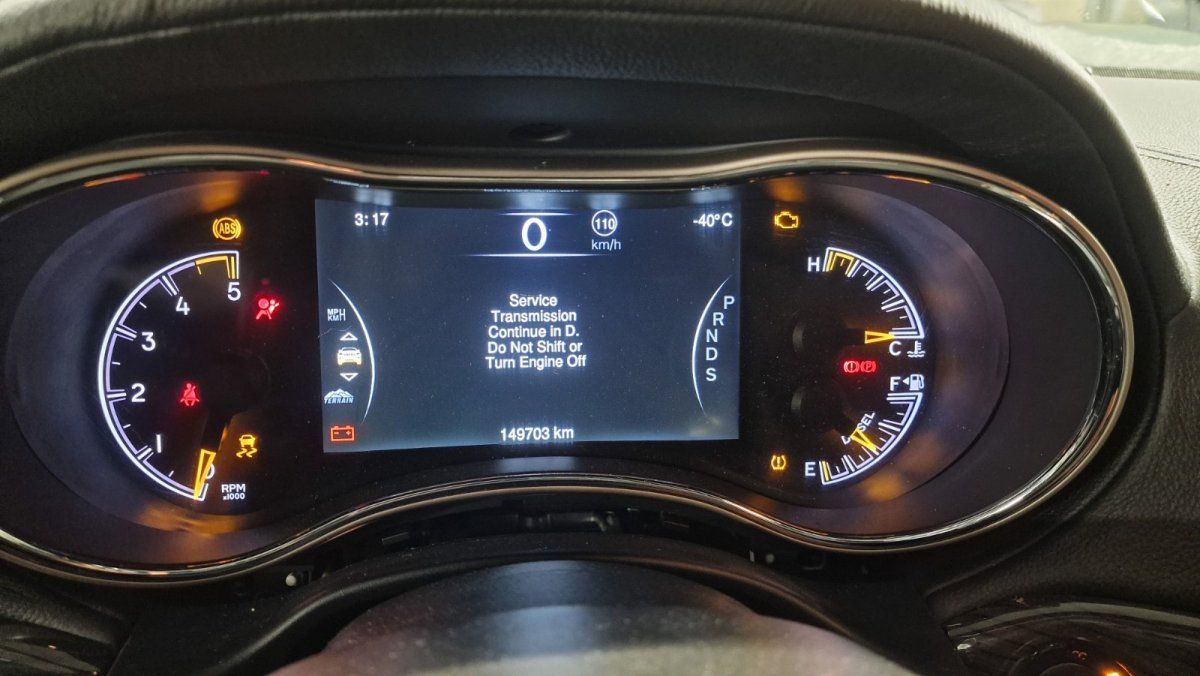 3:17
0
110
km/h
-40°C
ABS
5
4
3
2
1
0
RPM
x1000
MPH
KM/H
TERRAIN
Service
Transmission
Continue in D.
Do Not Shift or
Turn Engine Off
149703 km
P
R
N
D
S
H
C
P
F
DIESEL
E